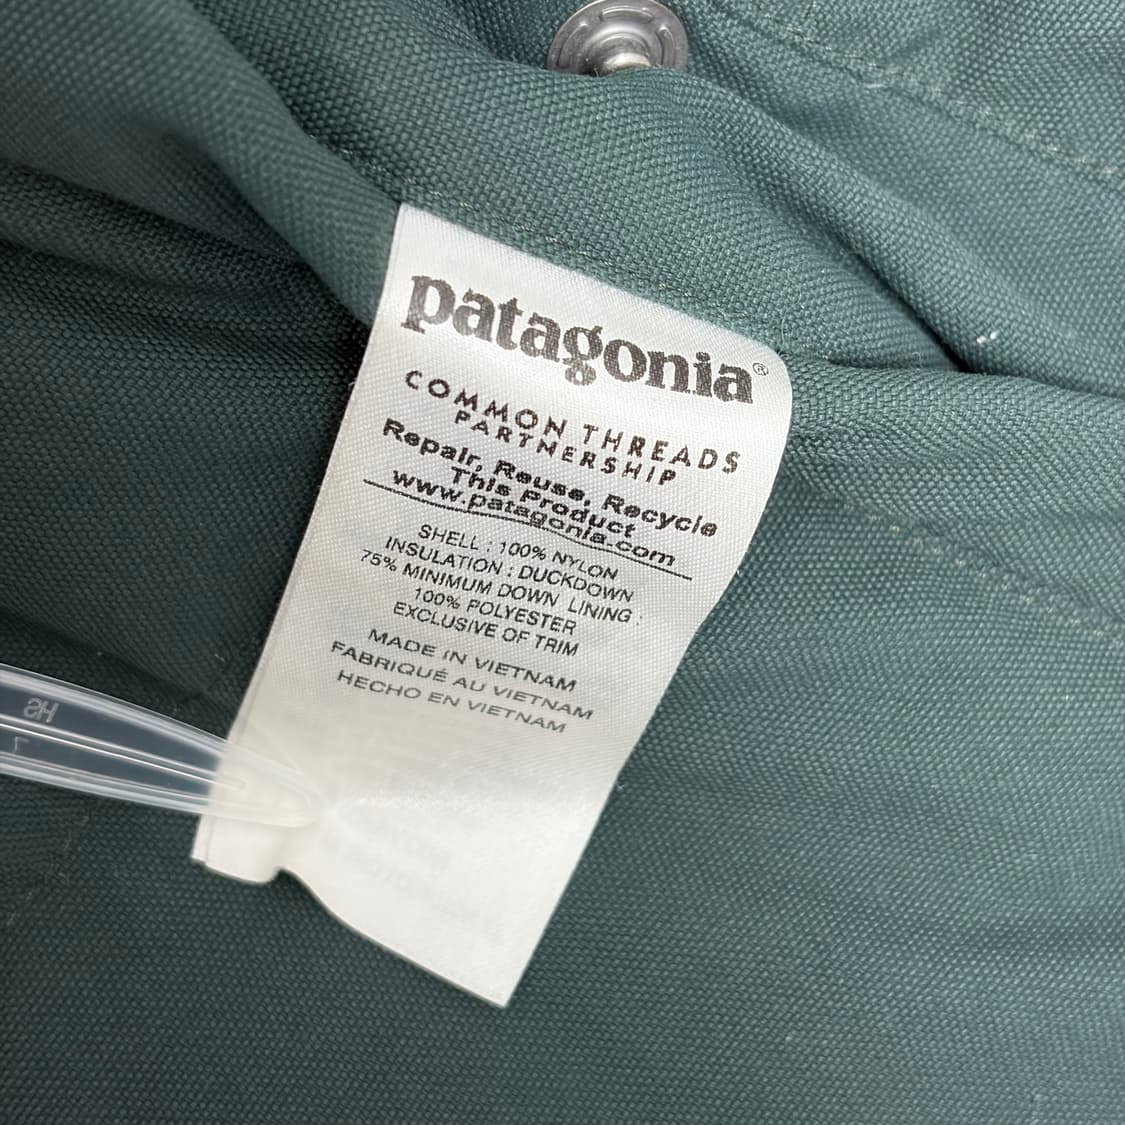 patagonia®
COMMON THREADS
PARTNERSHIP
Repair, Reuse, Recycle
This Product
www.patagonia.com
SHELL : 100% NYLON
INSULATION : DUCKDOWN
75% MINIMUM DOWN LINING :
100% POLYESTER
EXCLUSIVE OF TRIM
MADE IN VIETNAM
FABRIQUÉ AU VIETNAM
HECHO EN VIETNAM